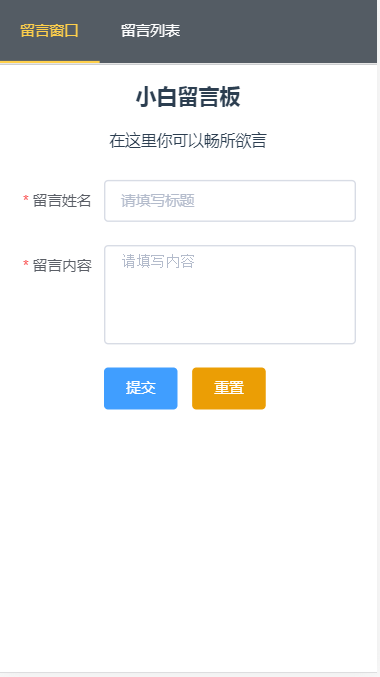 留言窗口 留言列表
小白留言板
在这里你可以畅所欲言
* 留言姓名 请填写标题
* 留言内容 请填写内容
提交 重置